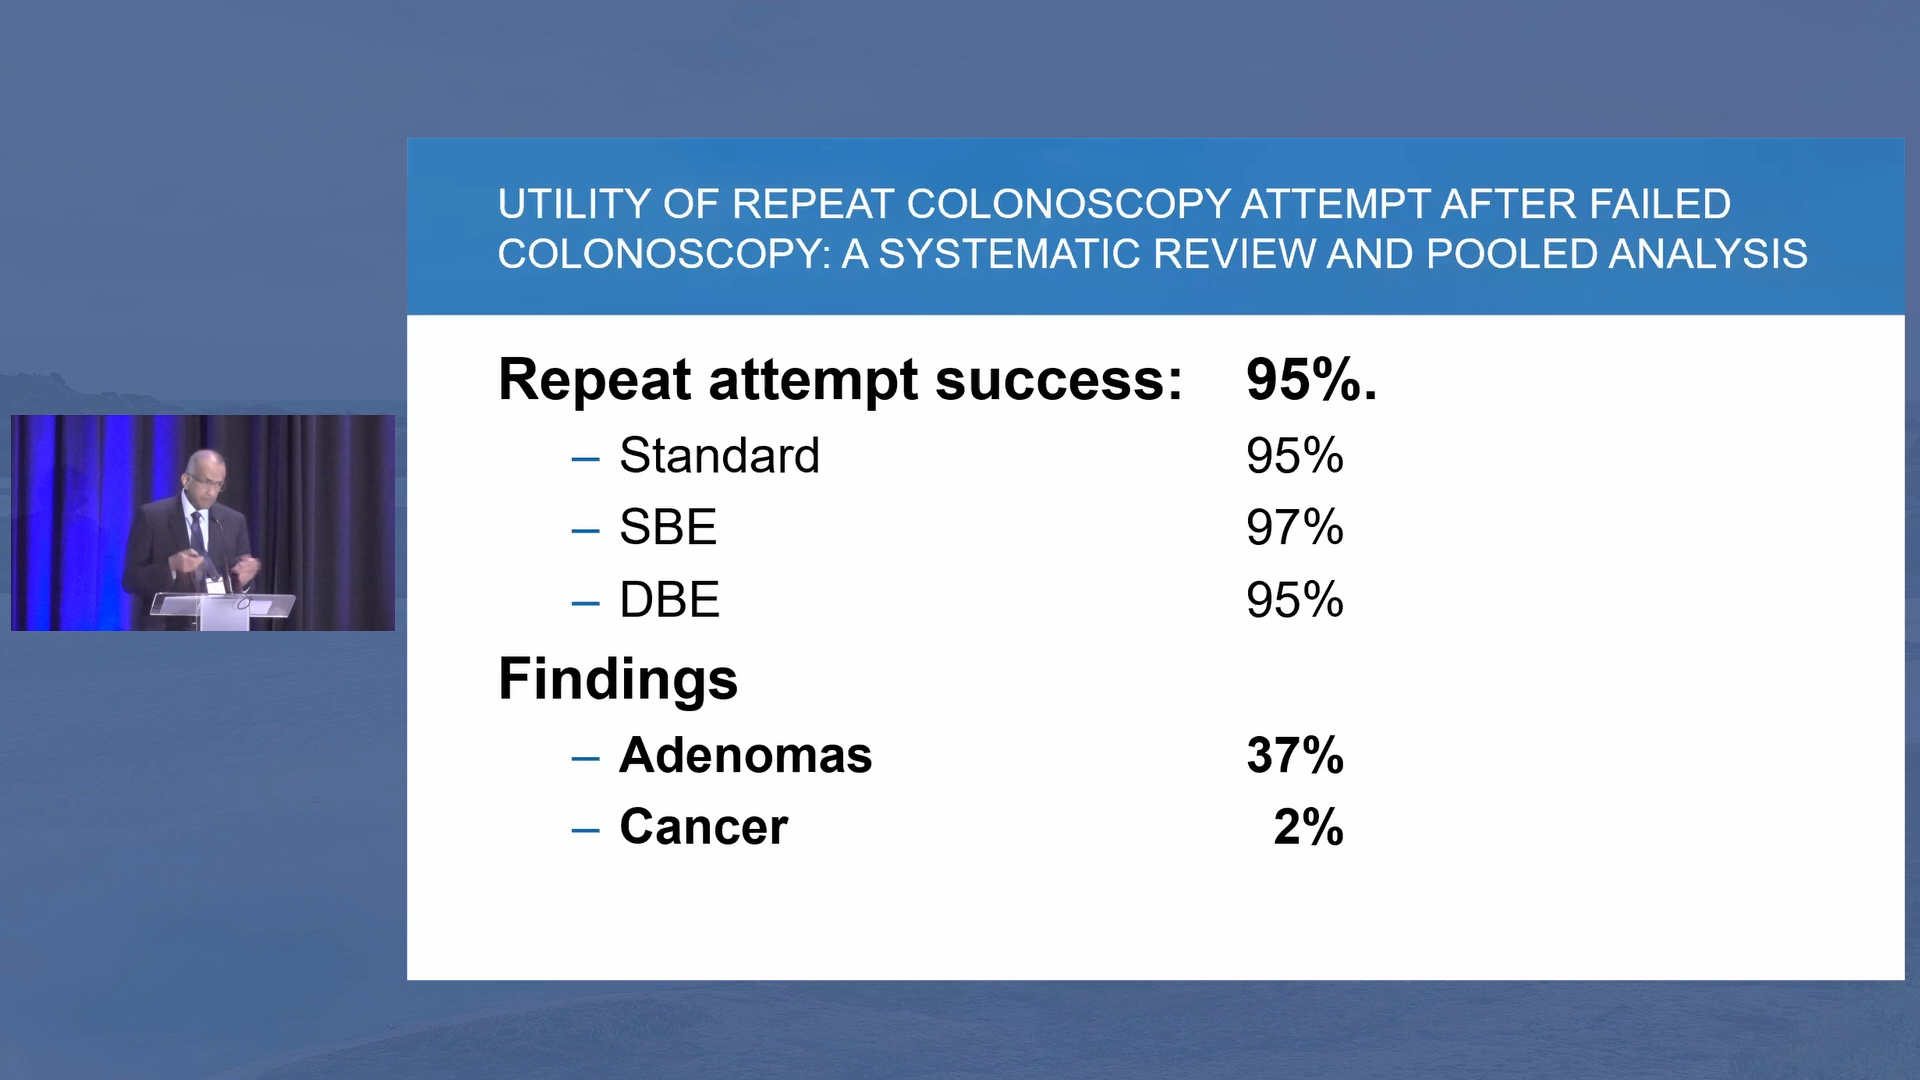 UTILITY OF REPEAT COLONOSCOPY ATTEMPT AFTER FAILED
COLONOSCOPY: A SYSTEMATIC REVIEW AND POOLED ANALYSIS
Repeat attempt success: 95%.
– Standard 95%
– SBE 97%
– DBE 95%
Findings
– Adenomas 37%
– Cancer 2%